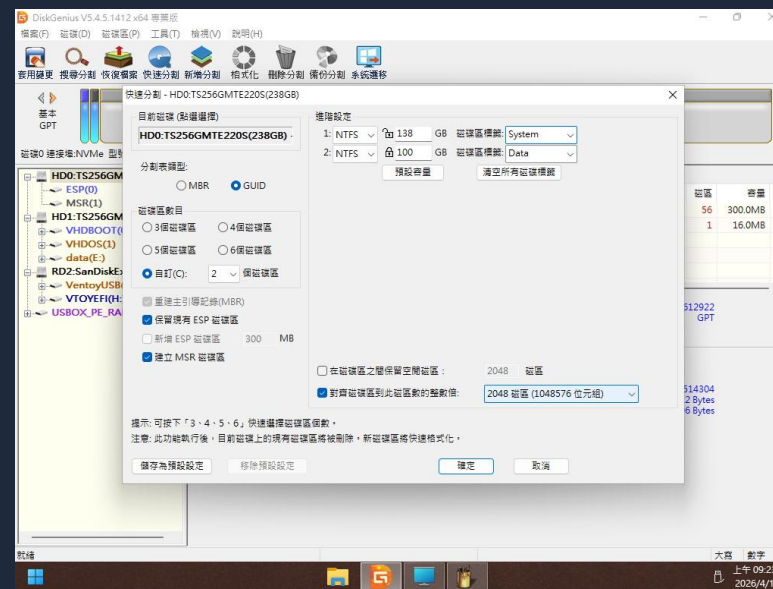 DiskGenius V5.4.5.1412 x64 專業版
檔案(F) 磁碟(D) 磁碟區(P) 工具(T) 檢視(V) 說明(H)
套用變更 搜尋分割 恢復檔案 快速分割 新增分割 格式化 刪除分割 備份分割 系統遷移
基本
GPT
磁碟0 連接埠:NVMe
HD0:TS256GM
ESP(0)
MSR(1)
HD1:TS256GM
VHDBOOT(
VHDOS(1)
data(E:)
RD2:SanDiskEx
VentoyUSB
VTOYEFI(H:
USBOX_PE_RA
快速分割 - HD0:TS256GMTE220S(238GB)
目前磁碟 (點選選擇)
HD0:TS256GMTE220S(238GB)
分割表類型:
MBR GUID
磁碟區數目
3個磁碟區 4個磁碟區
5個磁碟區 6個磁碟區
自訂(C): 2 個磁碟區
重建主引導記錄(MBR)
保留現有 ESP 磁碟區
新增 ESP 磁碟區 300 MB
建立 MSR 磁碟區
進階設定
1: NTFS 138 GB 磁碟區標籤: System
2: NTFS 100 GB 磁碟區標籤: Data
預設容量 清空所有磁碟標籤
在磁碟區之間保留空閒磁區： 2048 磁區
對齊磁碟區到此磁區數的整數倍: 2048 磁區 (1048576 位元組)
提示: 可按下「3、4、5、6」快速選擇磁碟區個數。
注意: 此功能執行後，目前磁碟上的現有磁碟區將被刪除，新磁碟區將快速格式化。
儲存為預設設定 移除預設設定 確定 取消
磁區 容量
56 300.0MB
1 16.0MB
512922
GPT
514304
2 Bytes
6 Bytes
就緒 大寫 數字
上午 09:23
2026/4/1